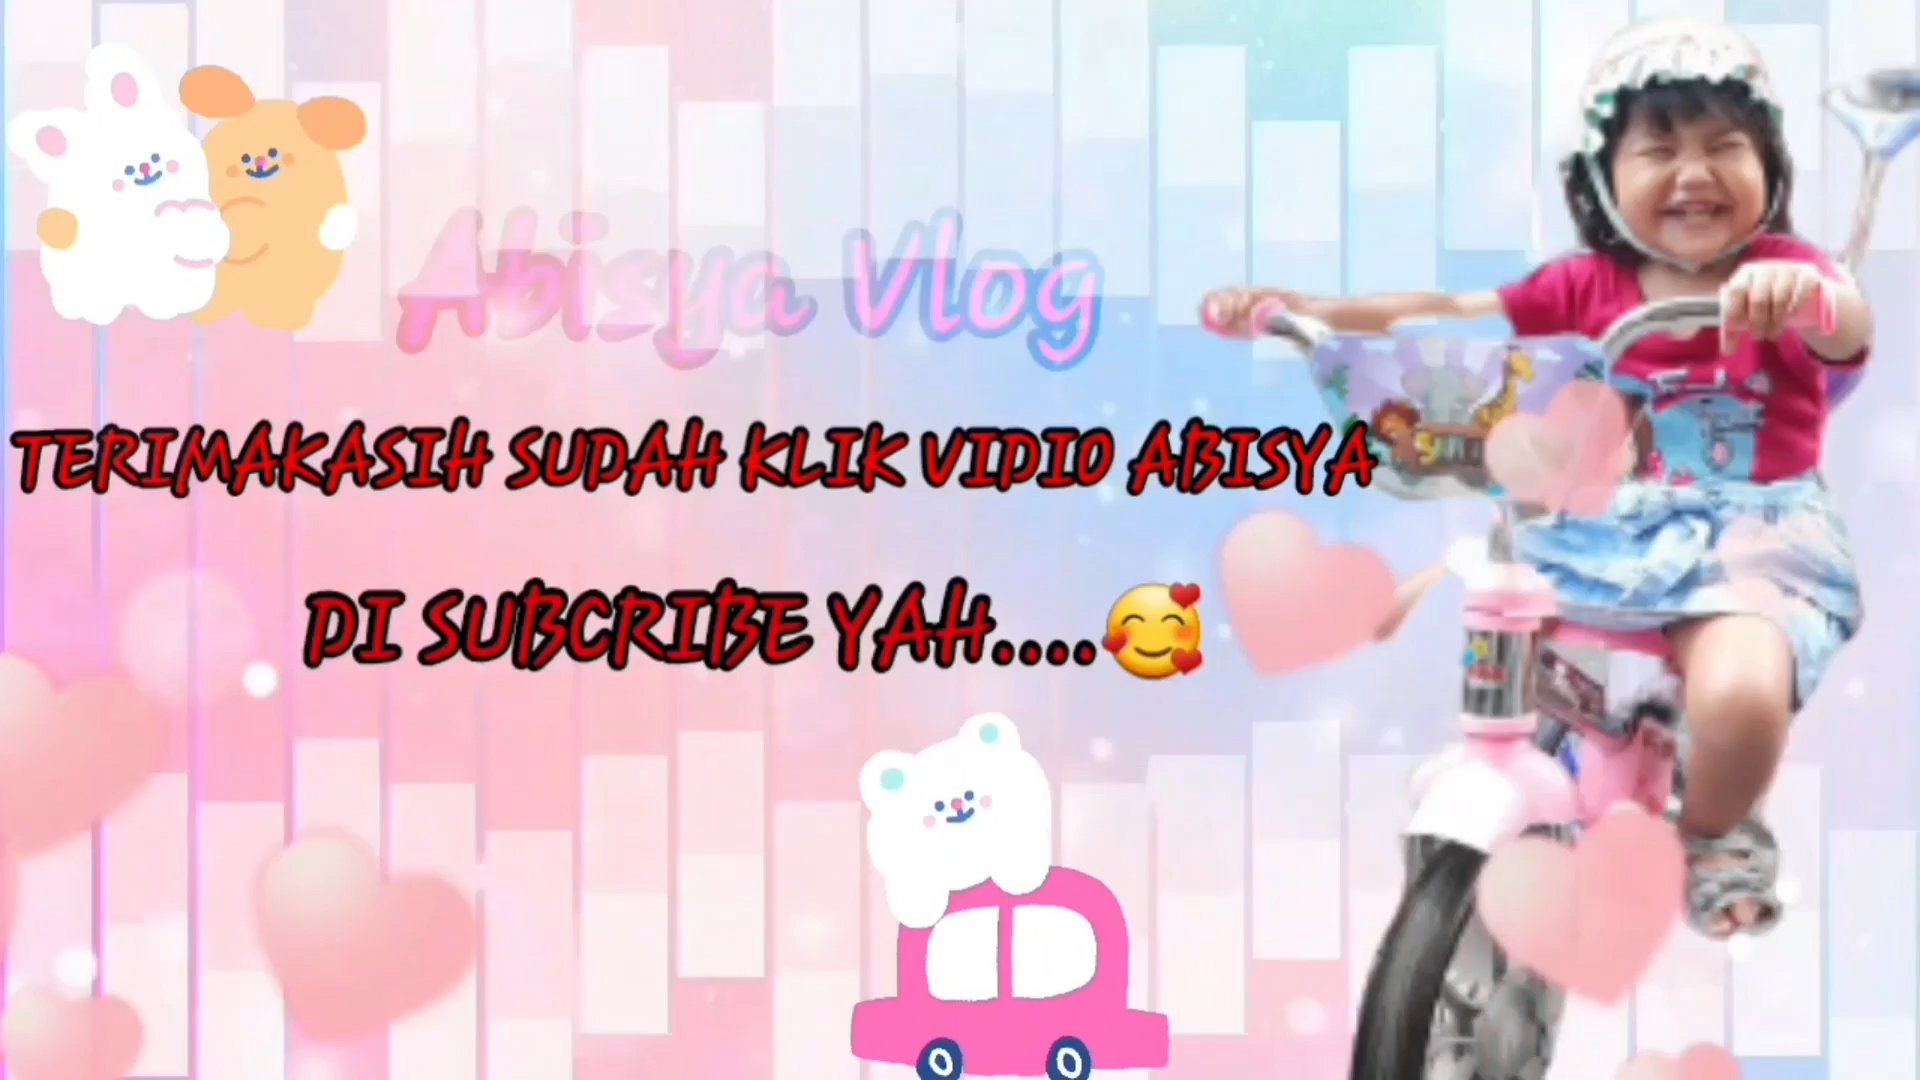 Abisya Vlog
TERIMAKASIH SUDAH KLIK VIDIO ABISYA
DI SUBCRIBE YAH....🥰